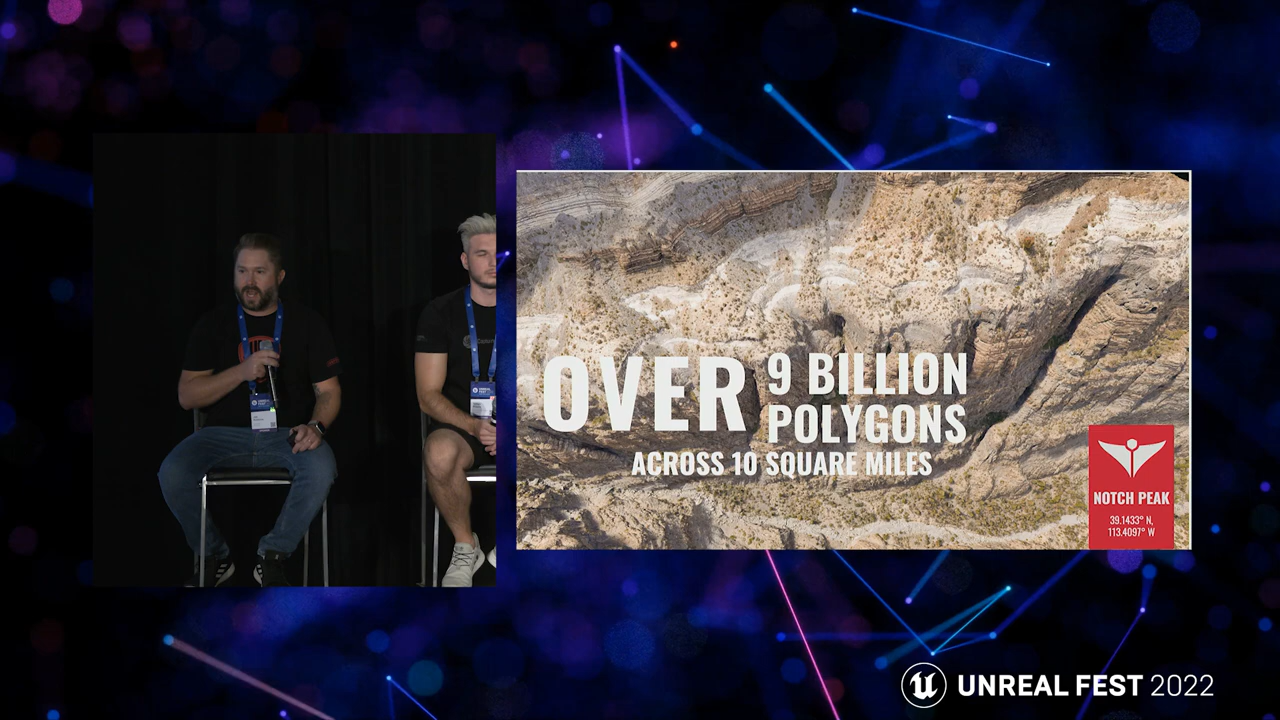 OVER
9 BILLION
POLYGONS
ACROSS 10 SQUARE MILES
NOTCH PEAK
39.1433° N,
113.4097° W
UNREAL FEST 2022